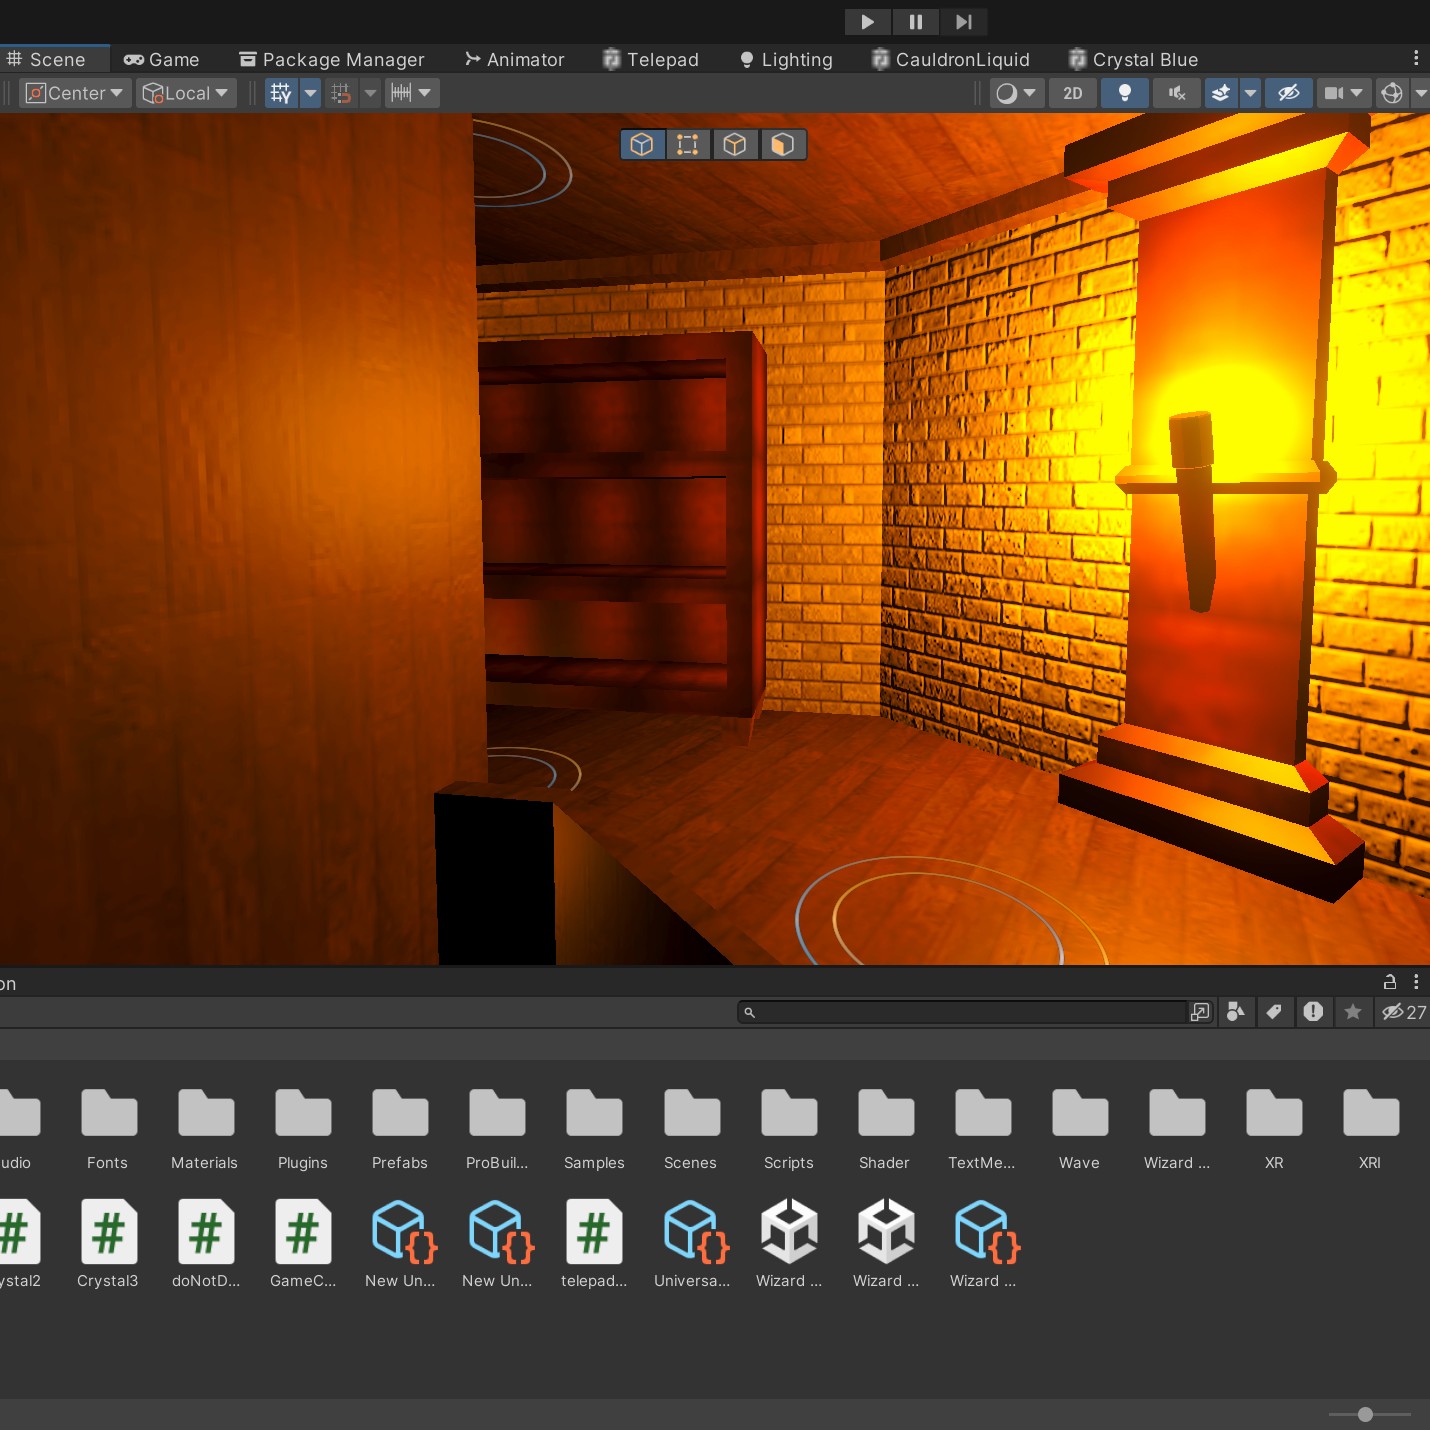 Scene Game Package Manager Animator Telepad Lighting CauldronLiquid Crystal Blue
Center Local 2D
on
27
udio Fonts Materials Plugins Prefabs ProBuil... Samples Scenes Scripts Shader TextMe... Wave Wizard ... XR XRI
ystal2 Crystal3 doNotD... GameC... New Un... New Un... telepad... Universa... Wizard ... Wizard ... Wizard ...